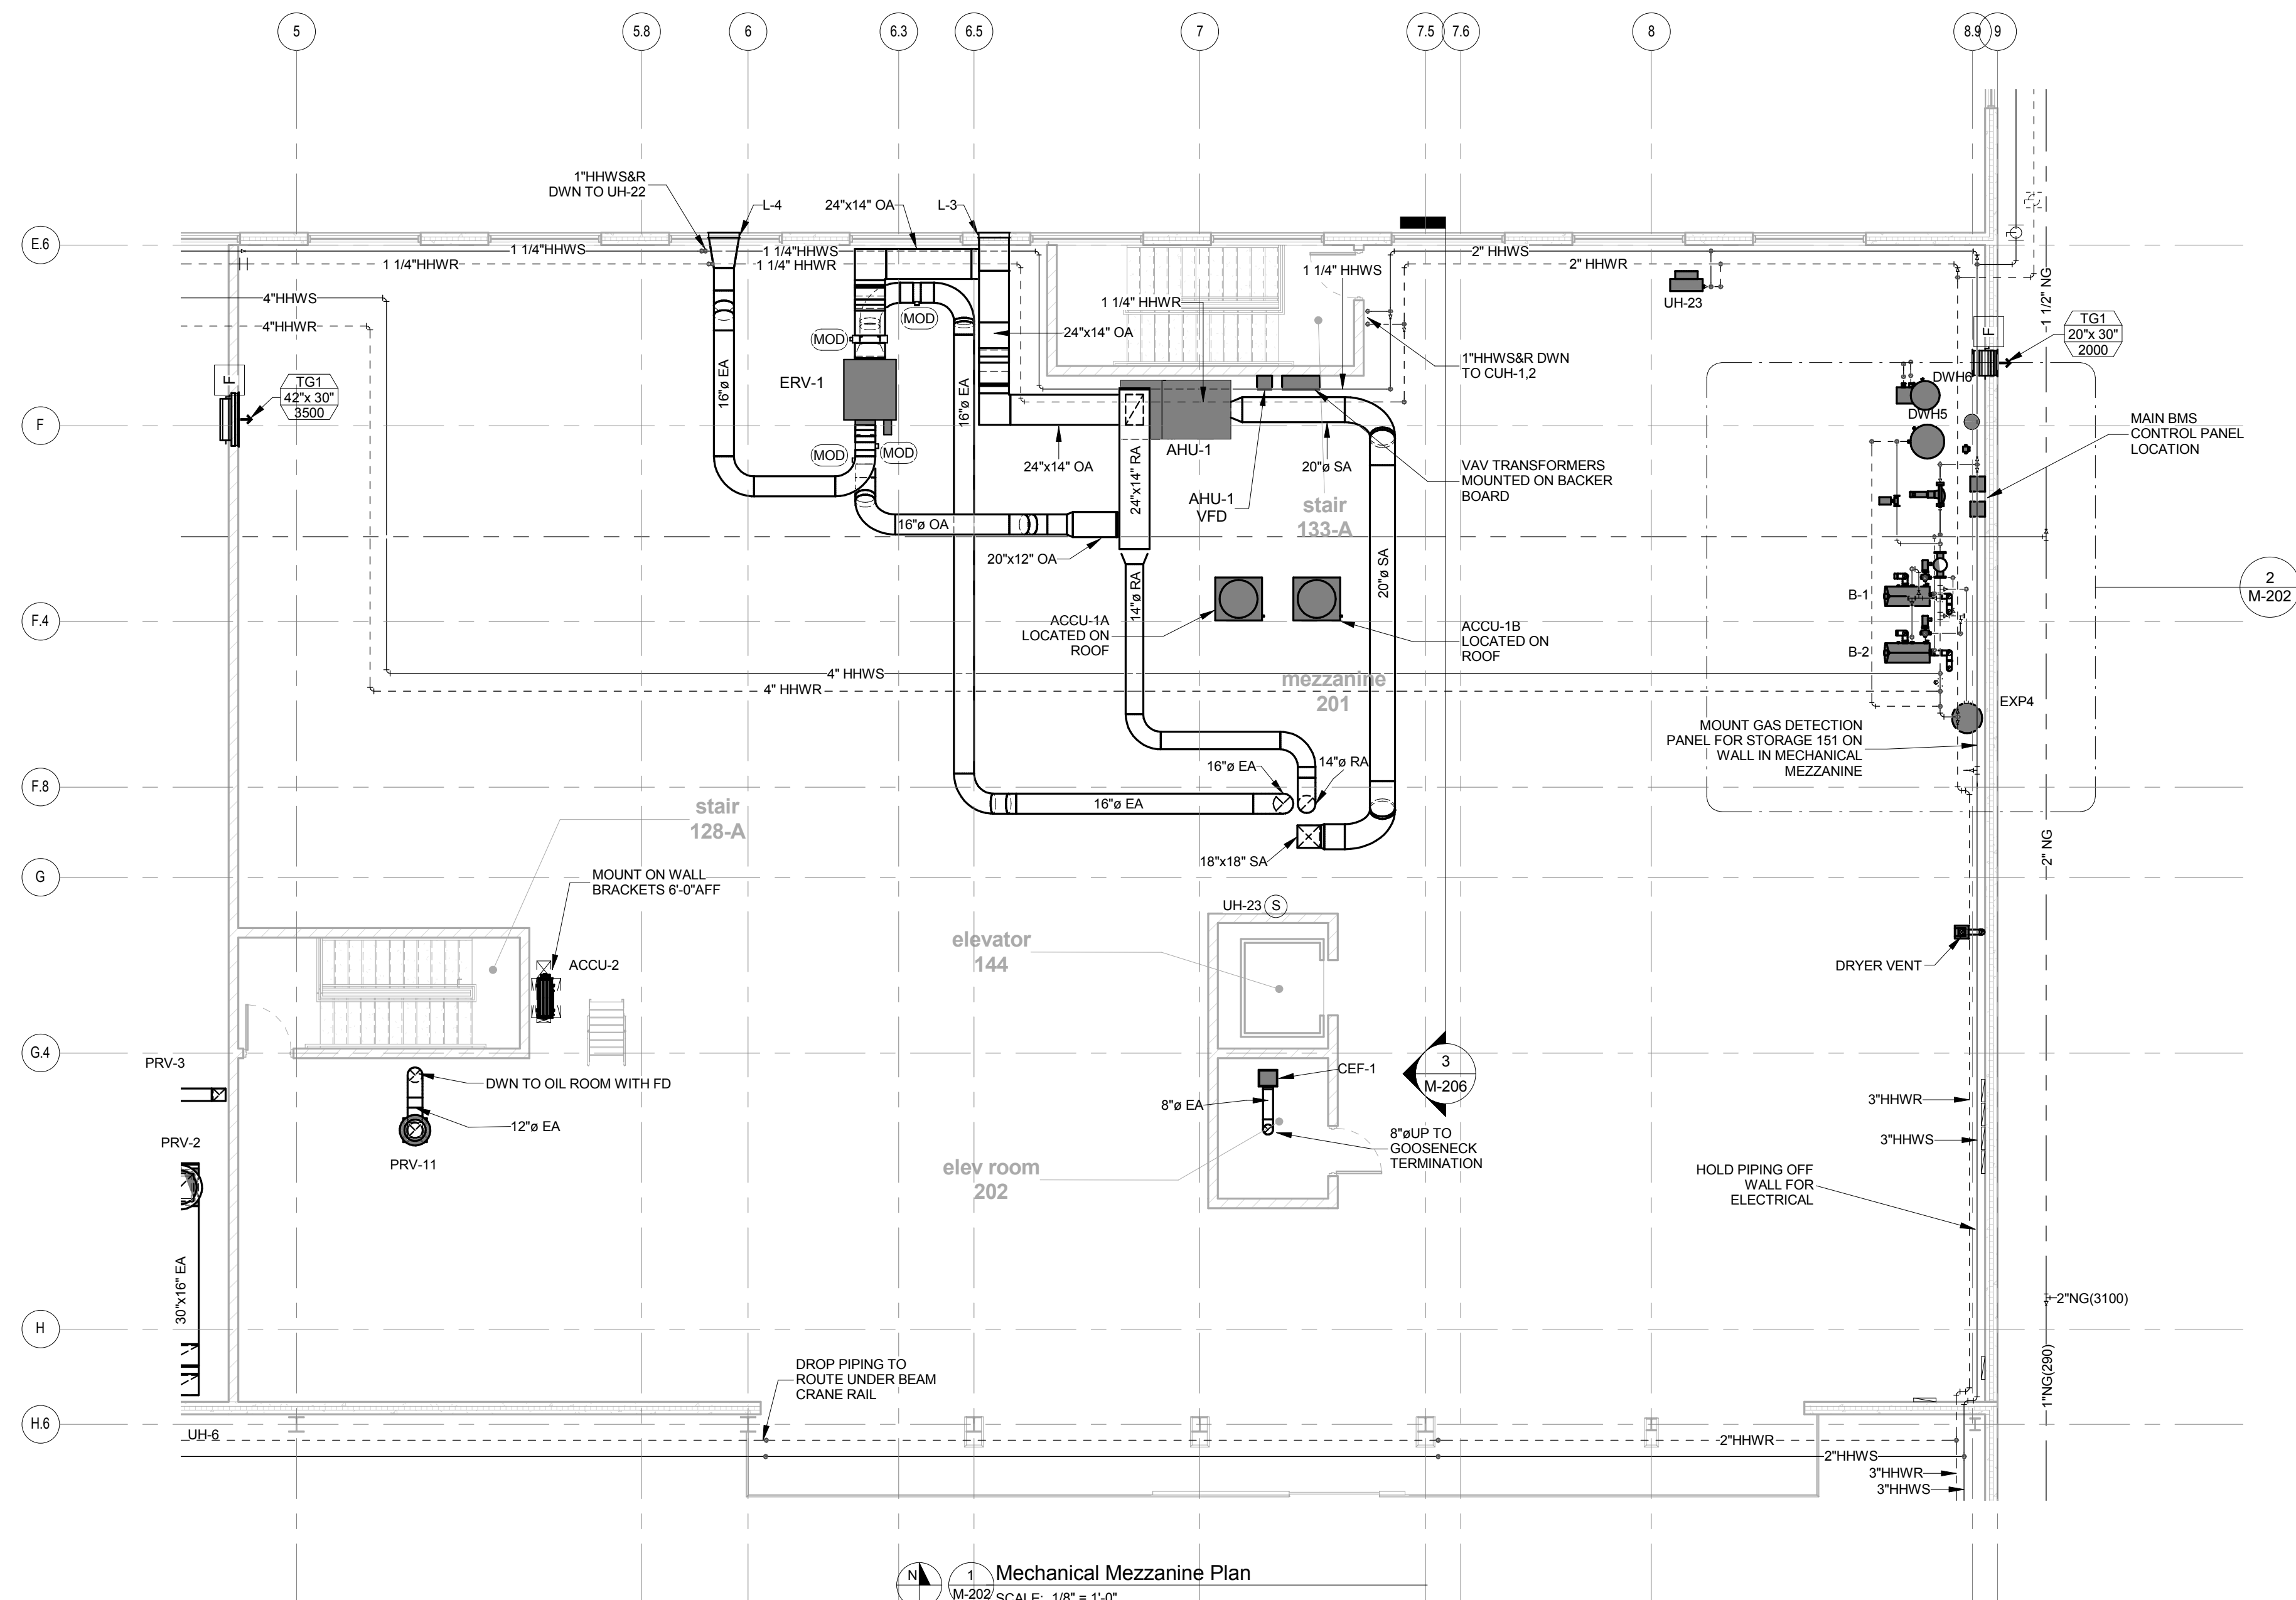 5
5.8
6
6.3
6.5
7
7.5
7.6
8
8.9
9
1"HHWS&R
DWN TO UH-22
L-4
24"x14" OA
L-3
E.6
1 1/4"HHWS
1 1/4"HHWS
1 1/4"HHWR
1 1/4"HHWR
2" HHWS
2" HHWR
1 1/4" HHWS
1 1/4" HHWR
4"HHWS
4"HHWR
UH-23
1 1/2" NG
F
TG1
20"x 30"
2000
MOD
MOD
24"x14" OA
1"HHWS&R DWN
TO CUH-1,2
16"ø EA
ERV-1
16"ø EA
F
TG1
42"x 30"
3500
DWH6
DWH5
F
MAIN BMS
CONTROL PANEL
LOCATION
MOD
MOD
24"x14" OA
24"x14" RA
AHU-1
20"ø SA
VAV TRANSFORMERS
MOUNTED ON BACKER
BOARD
AHU-1
VFD
stair
133-A
16"ø OA
20"x12" OA
14"ø RA
20"ø SA
2
M-202
B-1
B-2
F.4
ACCU-1A
LOCATED ON
ROOF
ACCU-1B
LOCATED ON
ROOF
4" HHWS
4" HHWR
mezzanine
201
EXP4
MOUNT GAS DETECTION
PANEL FOR STORAGE 151 ON
WALL IN MECHANICAL
MEZZANINE
F.8
16"ø EA
14"ø RA
16"ø EA
stair
128-A
18"x18" SA
2" NG
G
MOUNT ON WALL
BRACKETS 6'-0"AFF
UH-23
S
elevator
144
ACCU-2
DRYER VENT
G.4
PRV-3
DWN TO OIL ROOM WITH FD
12"ø EA
PRV-11
PRV-2
CEF-1
8"ø EA
8"øUP TO
GOOSENECK
TERMINATION
3
M-206
elev room
202
3"HHWR
3"HHWS
HOLD PIPING OFF
WALL FOR
ELECTRICAL
30"x16" EA
2"NG(3100)
H
1"NG(290)
DROP PIPING TO
ROUTE UNDER BEAM
CRANE RAIL
H.6
UH-6
2"HHWR
2"HHWS
3"HHWR
3"HHWS
N
1
M-202
Mechanical Mezzanine Plan
SCALE: 1/8" = 1'-0"